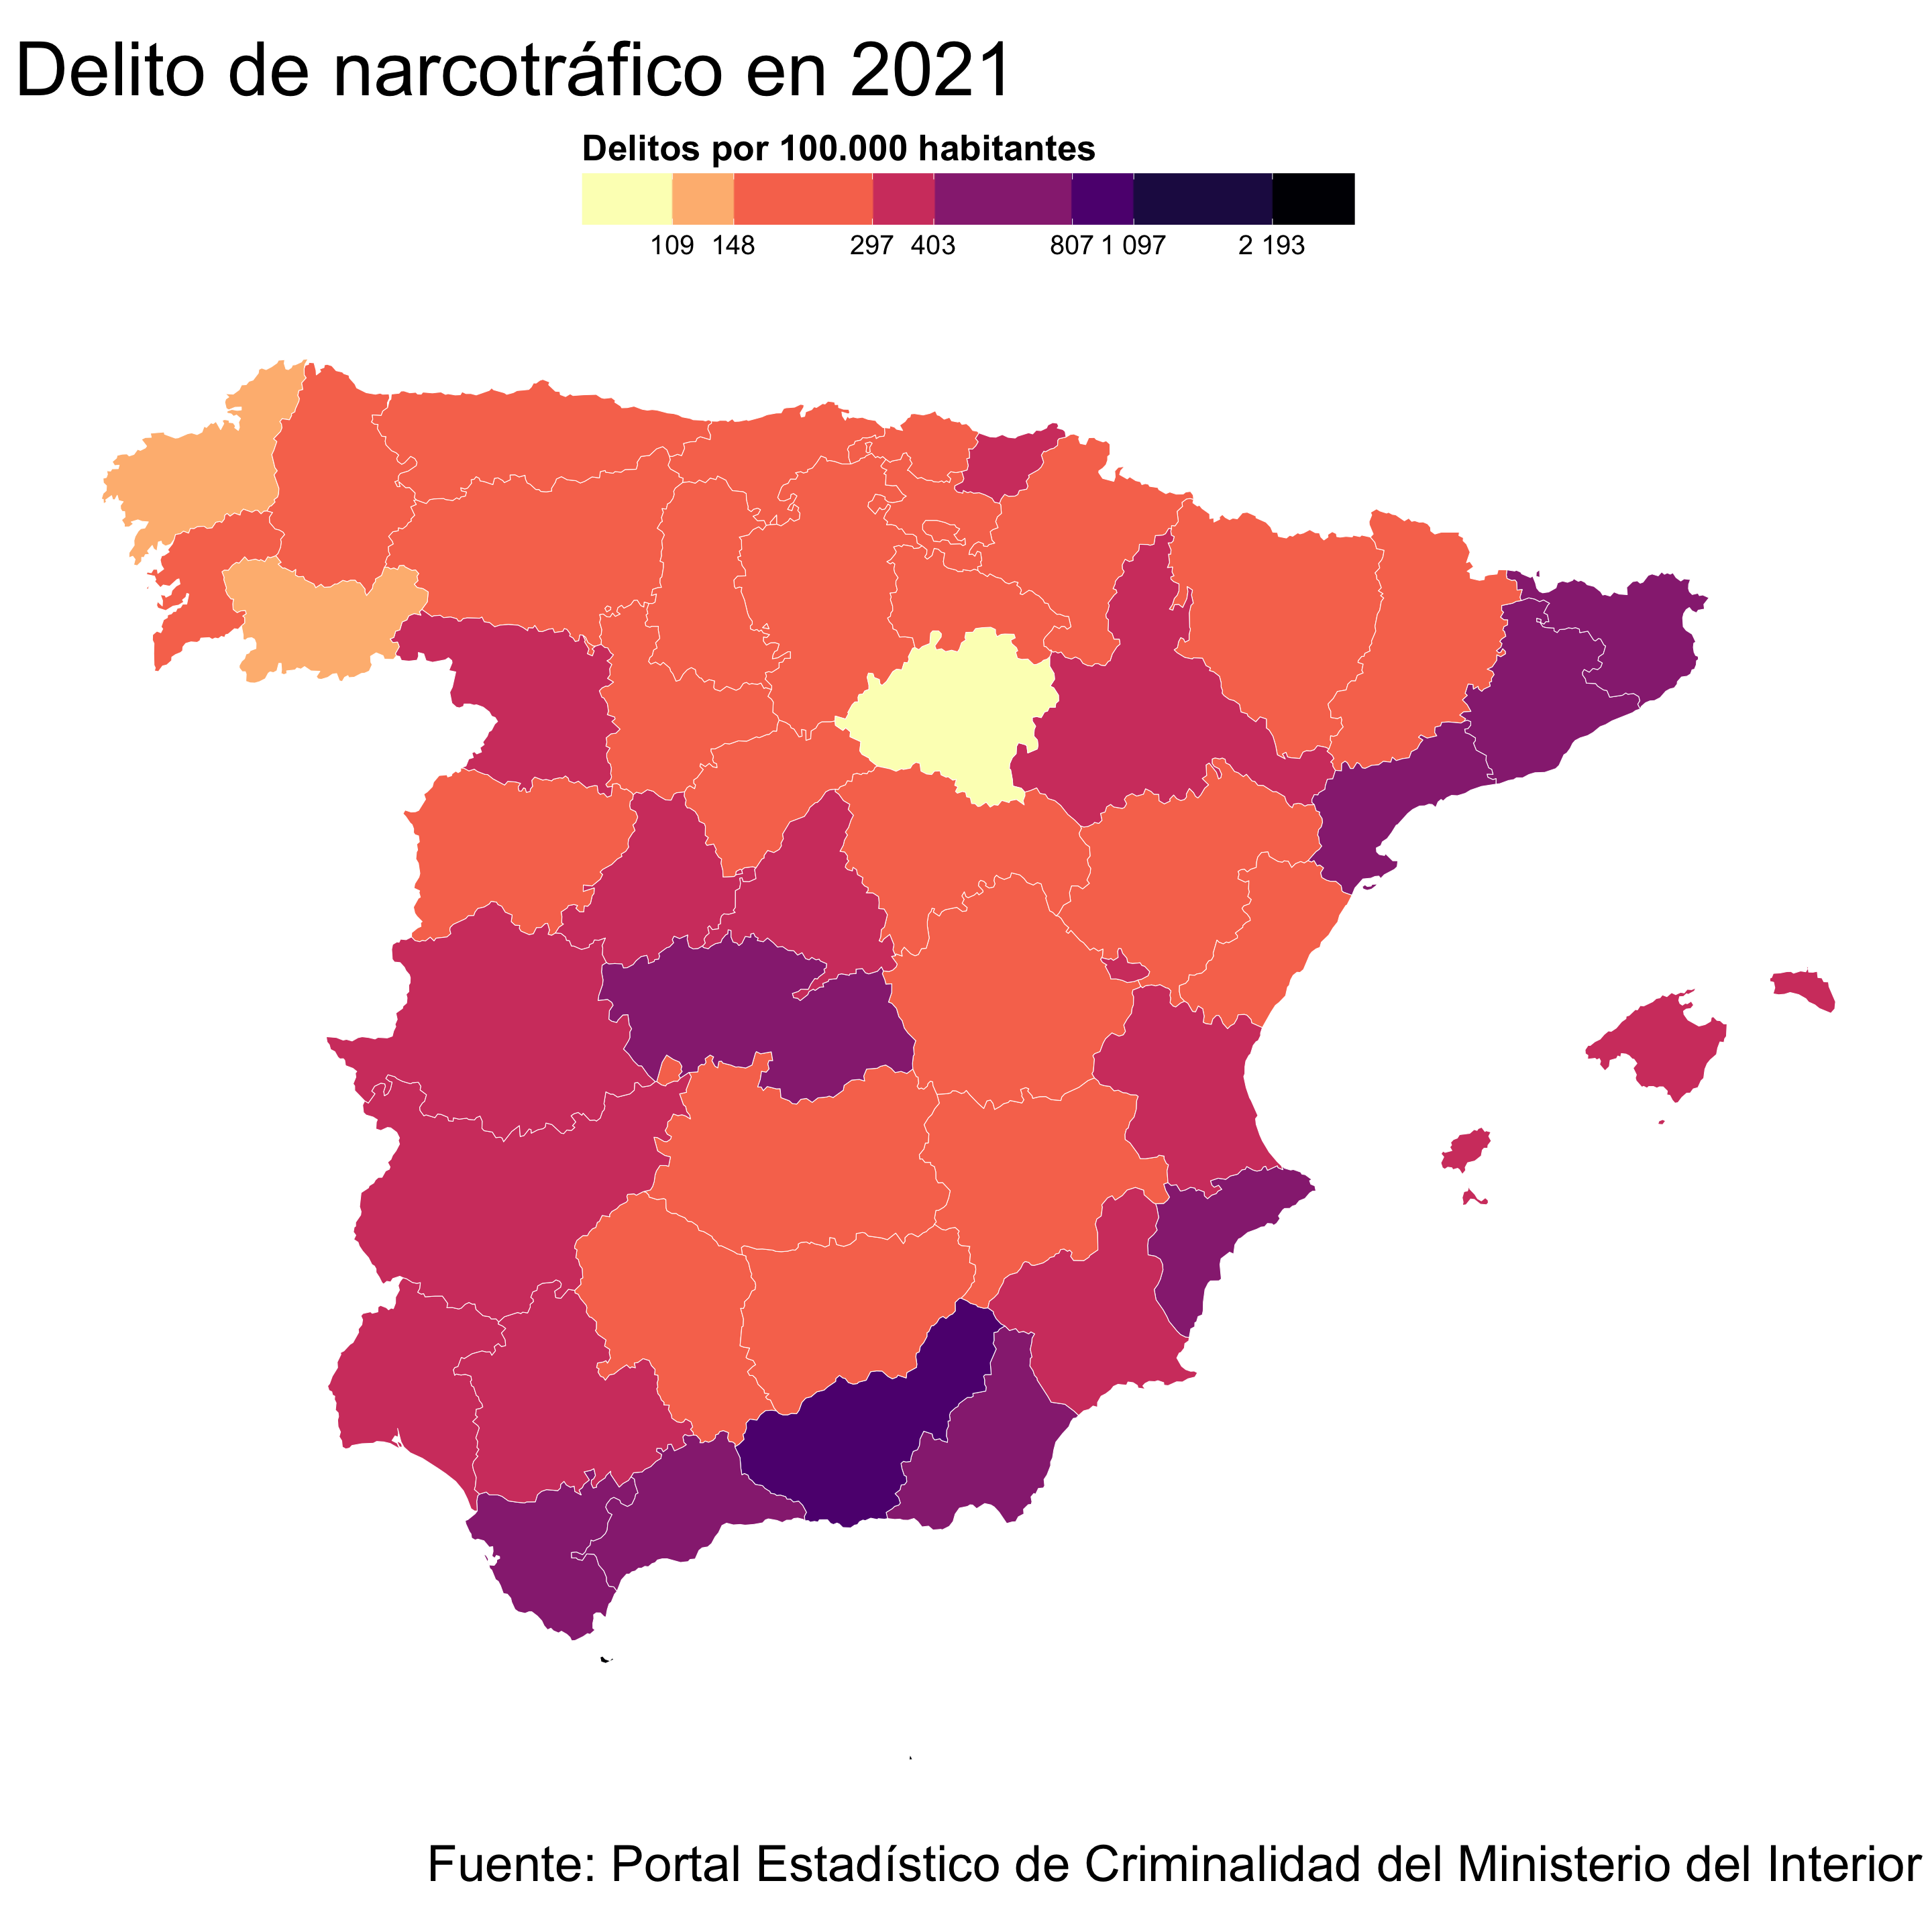 Delito de narcotráfico en 2021
Delitos por 100.000 habitantes
109 148 297 403 807 1 097 2 193
Fuente: Portal Estadístico de Criminalidad del Ministerio del Interior